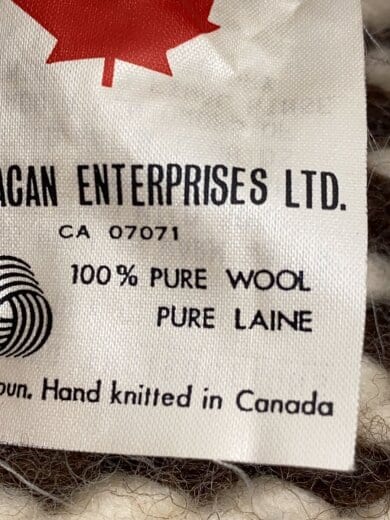 ACAN ENTERPRISES LTD.
CA 07071
100% PURE WOOL
PURE LAINE
oun. Hand knitted in Canada